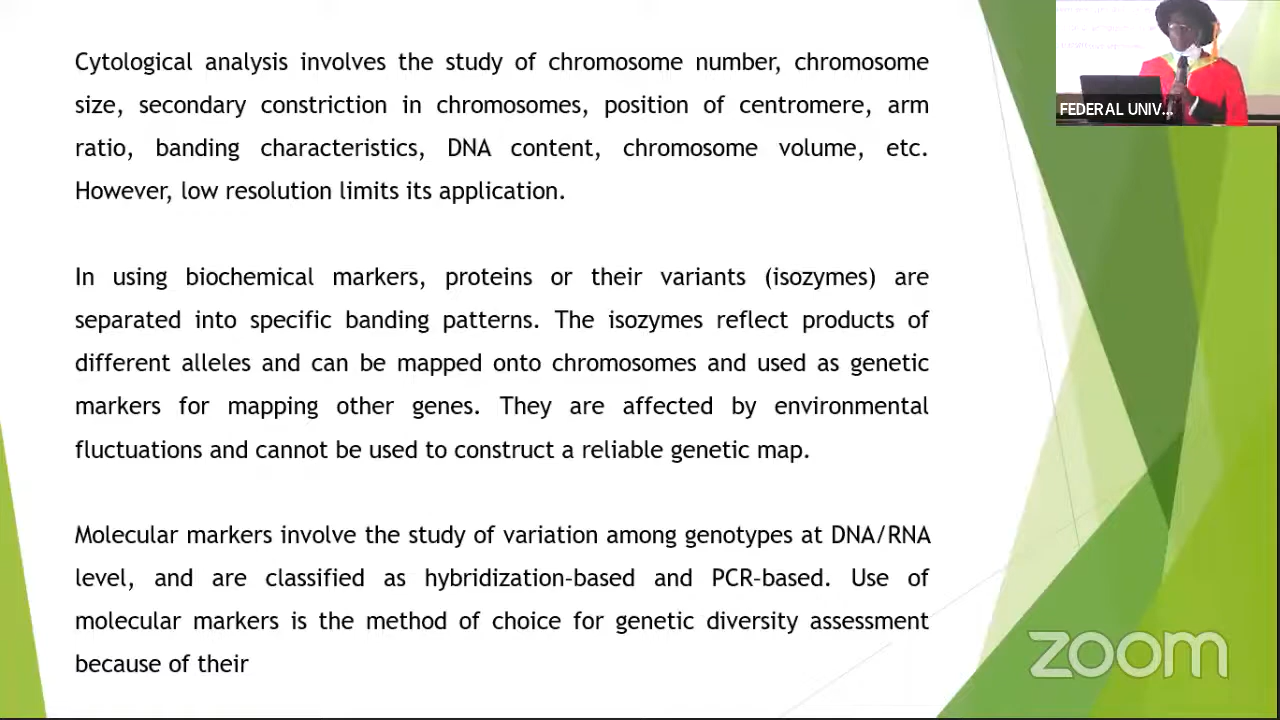 Cytological analysis involves the study of chromosome number, chromosome
size, secondary constriction in chromosomes, position of centromere, arm
ratio, banding characteristics, DNA content, chromosome volume, etc.
However, low resolution limits its application.
In using biochemical markers, proteins or their variants (isozymes) are
separated into specific banding patterns. The isozymes reflect products of
different alleles and can be mapped onto chromosomes and used as genetic
markers for mapping other genes. They are affected by environmental
fluctuations and cannot be used to construct a reliable genetic map.
Molecular markers involve the study of variation among genotypes at DNA/RNA
level, and are classified as hybridization-based and PCR-based. Use of
molecular markers is the method of choice for genetic diversity assessment
because of their
FEDERAL UNIV...
zoom